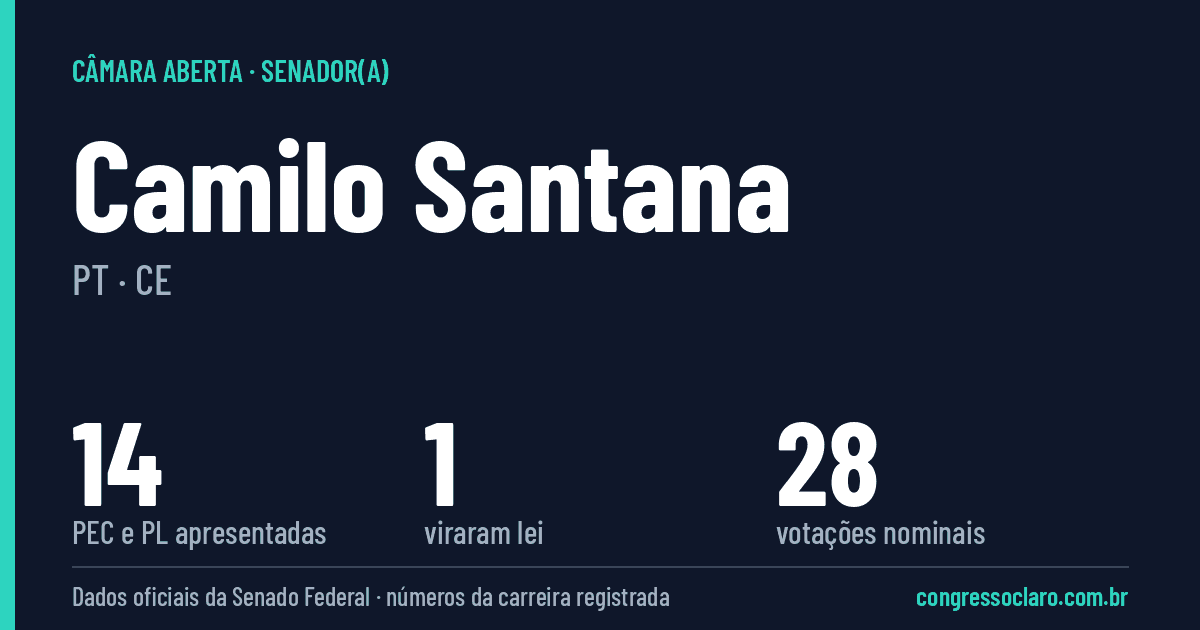 CÂMARA ABERTA · SENADOR(A)
Camilo Santana
PT · CE
14
PEC e PL apresentadas
1
viraram lei
28
votações nominais
Dados oficiais da Senado Federal · números da carreira registrada
congressoclaro.com.br